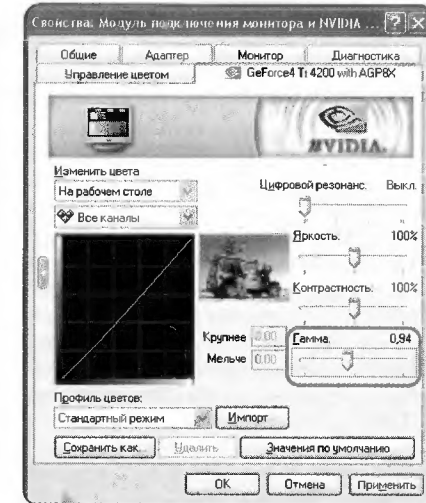 Свойства: Модуль подключения монитора и NVIDIA ...
Общие Адаптер Монитор Диагностика
Управление цветом GeForce4 Ti 4200 with AGP8X
NVIDIA.
Изменить цвета
На рабочем столе
Все каналы
Цифровой резонанс: Выкл.
Яркость: 100%
Контрастность: 100%
Крупнее 0.00
Мельче 0.00
Гамма: 0,94
Профиль цветов:
Стандартный режим Импорт...
Сохранить как... Удалить Значения по умолчанию
OK Отмена Применить